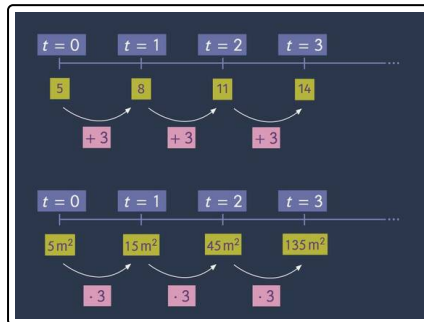 t = 0 t = 1 t = 2 t = 3
5 8 11 14
+ 3 + 3 + 3
t = 0 t = 1 t = 2 t = 3
5 m² 15 m² 45 m² 135 m²
· 3 · 3 · 3